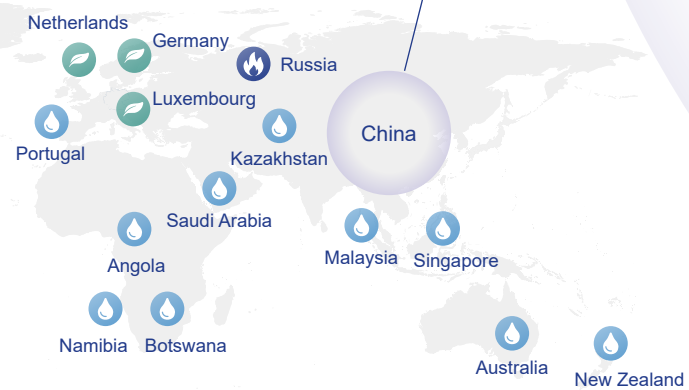 Netherlands
Germany
Russia
Luxembourg
China
Portugal
Kazakhstan
Saudi Arabia
Malaysia
Singapore
Angola
Namibia
Botswana
Australia
New Zealand